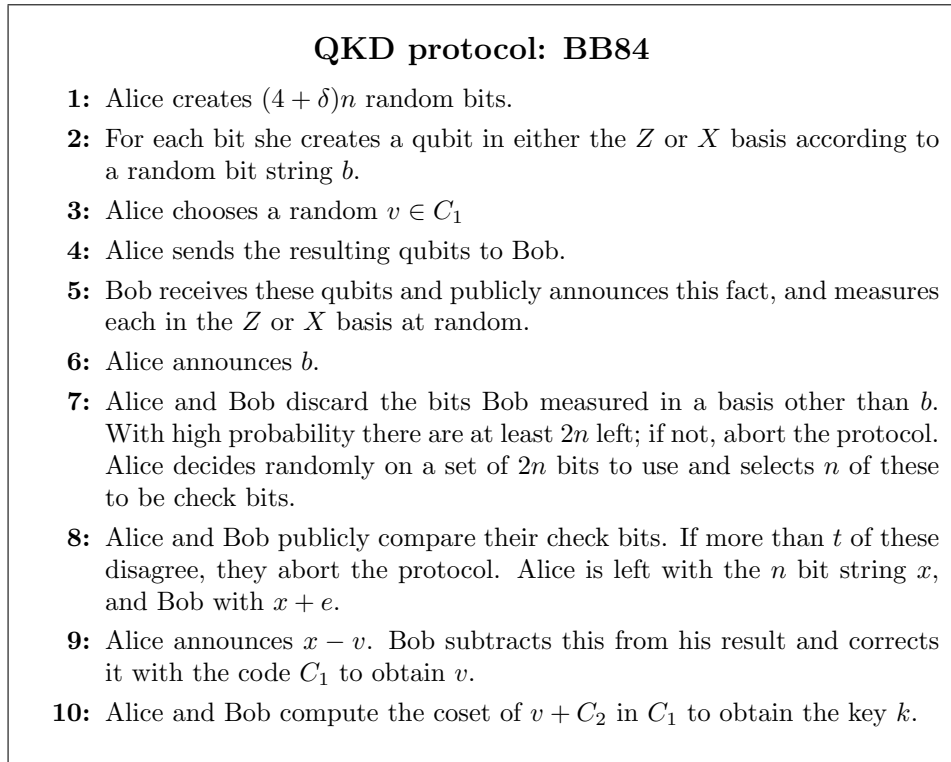 QKD protocol: BB84
1: Alice creates (4 + δ)n random bits.
2: For each bit she creates a qubit in either the Z or X basis according to
a random bit string b.
3: Alice chooses a random v ∈ C₁
4: Alice sends the resulting qubits to Bob.
5: Bob receives these qubits and publicly announces this fact, and measures
each in the Z or X basis at random.
6: Alice announces b.
7: Alice and Bob discard the bits Bob measured in a basis other than b.
With high probability there are at least 2n left; if not, abort the protocol.
Alice decides randomly on a set of 2n bits to use and selects n of these
to be check bits.
8: Alice and Bob publicly compare their check bits. If more than t of these
disagree, they abort the protocol. Alice is left with the n bit string x,
and Bob with x + e.
9: Alice announces x − v. Bob subtracts this from his result and corrects
it with the code C₁ to obtain v.
10: Alice and Bob compute the coset of v + C₂ in C₁ to obtain the key k.